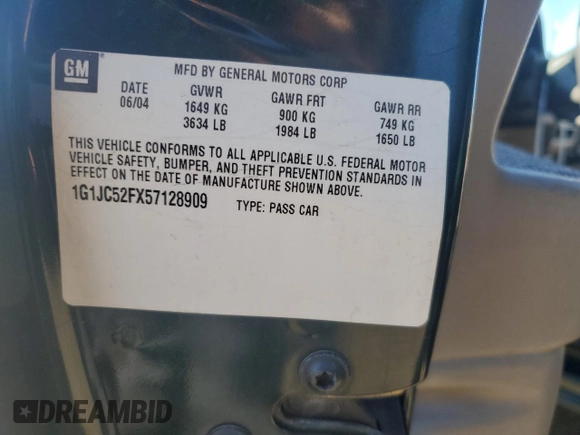 GM
MFD BY GENERAL MOTORS CORP
DATE GVWR GAWR FRT GAWR RR
06/04 1649 KG 900 KG 749 KG
3634 LB 1984 LB 1650 LB
THIS VEHICLE CONFORMS TO ALL APPLICABLE U.S. FEDERAL MOTOR
VEHICLE SAFETY, BUMPER, AND THEFT PREVENTION STANDARDS IN
EFFECT ON THE DATE OF MANUFACTURE SHOWN ABOVE.
1G1JC52FX57128909 TYPE: PASS CAR
DREAMBID